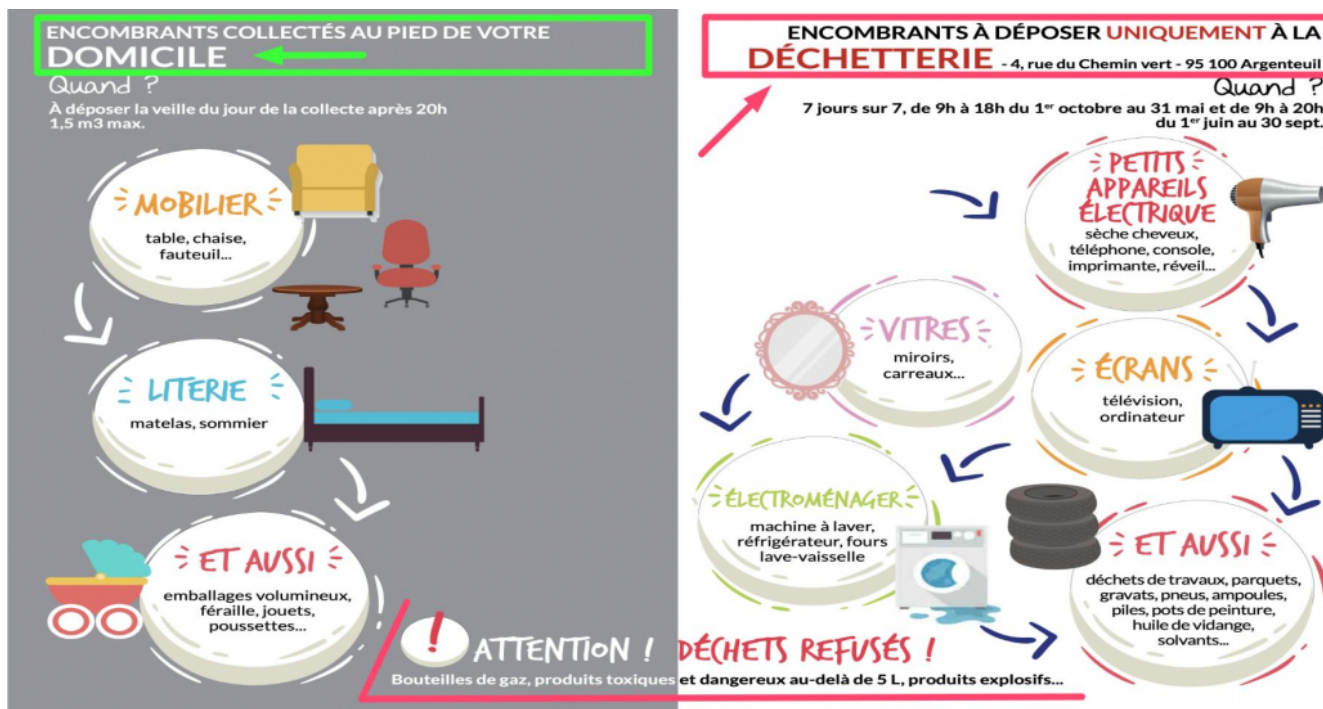 ENCOMBRANTS COLLECTÉS AU PIED DE VOTRE
DOMICILE
Quand ?
À déposer la veille du jour de la collecte après 20h
1,5 m3 max.
MOBILIER
table, chaise,
fauteuil...
LITERIE
matelas, sommier
ET AUSSI
emballages volumineux,
féraille, jouets,
poussettes...
ENCOMBRANTS À DÉPOSER UNIQUEMENT À LA
DÉCHETTERIE - 4, rue du Chemin vert - 95 100 Argenteuil
Quand ?
7 jours sur 7, de 9h à 18h du 1er octobre au 31 mai et de 9h à 20h
du 1er juin au 30 sept.
PETITS
APPAREILS
ÉLECTRIQUE
sèche cheveux,
téléphone, console,
imprimante, réveil...
VITRES
miroirs,
carreaux...
ÉCRANS
télévision,
ordinateur
ÉLECTROMÉNAGER
machine à laver,
réfrigérateur, fours
lave-vaisselle
ET AUSSI
déchets de travaux, parquets,
gravats, pneus, ampoules,
piles, pots de peinture,
huile de vidange,
solvants...
! ATTENTION ! DÉCHETS REFUSÉS !
Bouteilles de gaz, produits toxiques et dangereux au-delà de 5 L, produits explosifs...